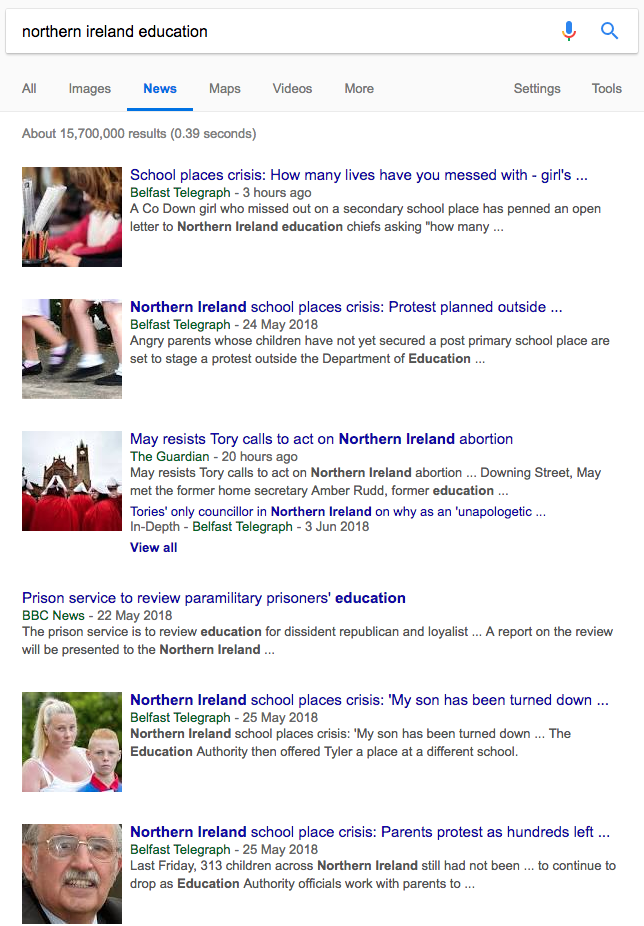 northern ireland education
All Images News Maps Videos More Settings Tools
About 15,700,000 results (0.39 seconds)
School places crisis: How many lives have you messed with - girl's ...
Belfast Telegraph - 3 hours ago
A Co Down girl who missed out on a secondary school place has penned an open
letter to Northern Ireland education chiefs asking "how many ...
Northern Ireland school places crisis: Protest planned outside ...
Belfast Telegraph - 24 May 2018
Angry parents whose children have not yet secured a post primary school place are
set to stage a protest outside the Department of Education ...
May resists Tory calls to act on Northern Ireland abortion
The Guardian - 20 hours ago
May resists Tory calls to act on Northern Ireland abortion ... Downing Street, May
met the former home secretary Amber Rudd, former education ...
Tories' only councillor in Northern Ireland on why as an 'unapologetic ...
In-Depth - Belfast Telegraph - 3 Jun 2018
View all
Prison service to review paramilitary prisoners' education
BBC News - 22 May 2018
The prison service is to review education for dissident republican and loyalist ... A report on the review
will be presented to the Northern Ireland ...
Northern Ireland school places crisis: 'My son has been turned down ...
Belfast Telegraph - 25 May 2018
Northern Ireland school places crisis: 'My son has been turned down ... The
Education Authority then offered Tyler a place at a different school.
Northern Ireland school place crisis: Parents protest as hundreds left ...
Belfast Telegraph - 25 May 2018
Last Friday, 313 children across Northern Ireland still had not been ... to continue to
drop as Education Authority officials work with parents to ...